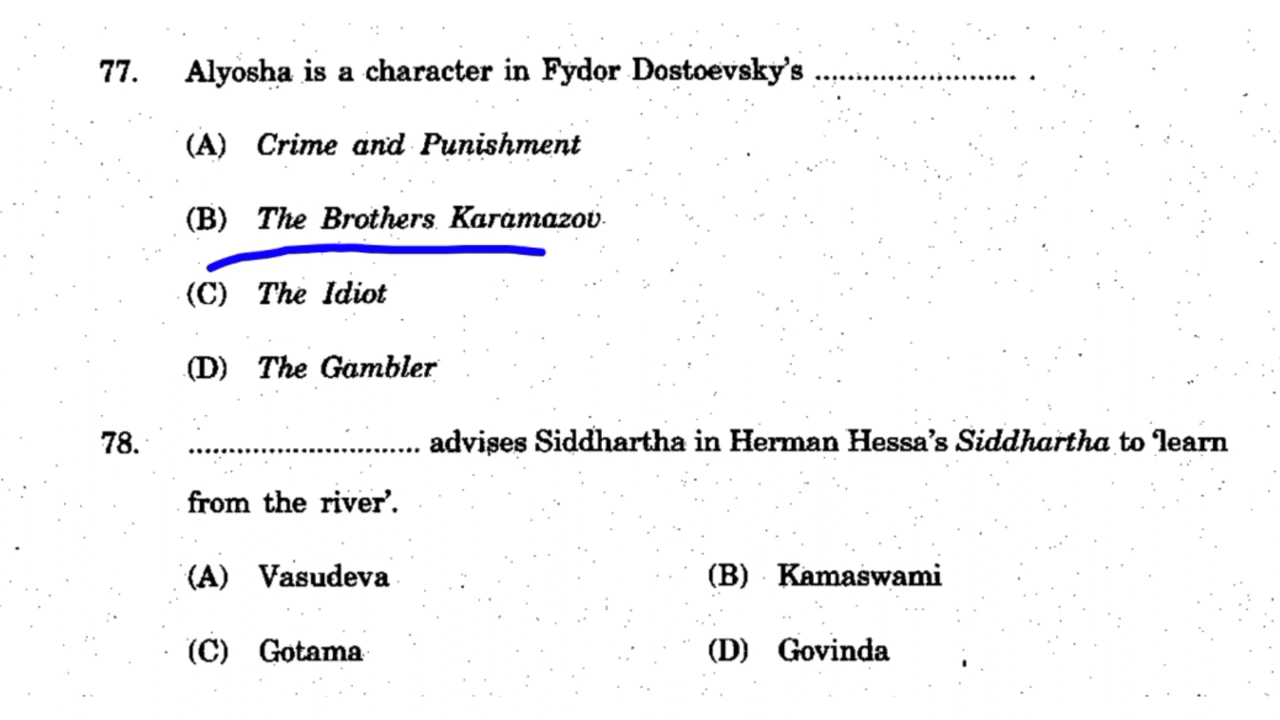 77. Alyosha is a character in Fydor Dostoevsky's ......................... .
(A) Crime and Punishment
(B) The Brothers Karamazov
(C) The Idiot
(D) The Gambler
78. ............................. advises Siddhartha in Herman Hessa's Siddhartha to 'learn
from the river'.
(A) Vasudeva (B) Kamaswami
(C) Gotama (D) Govinda